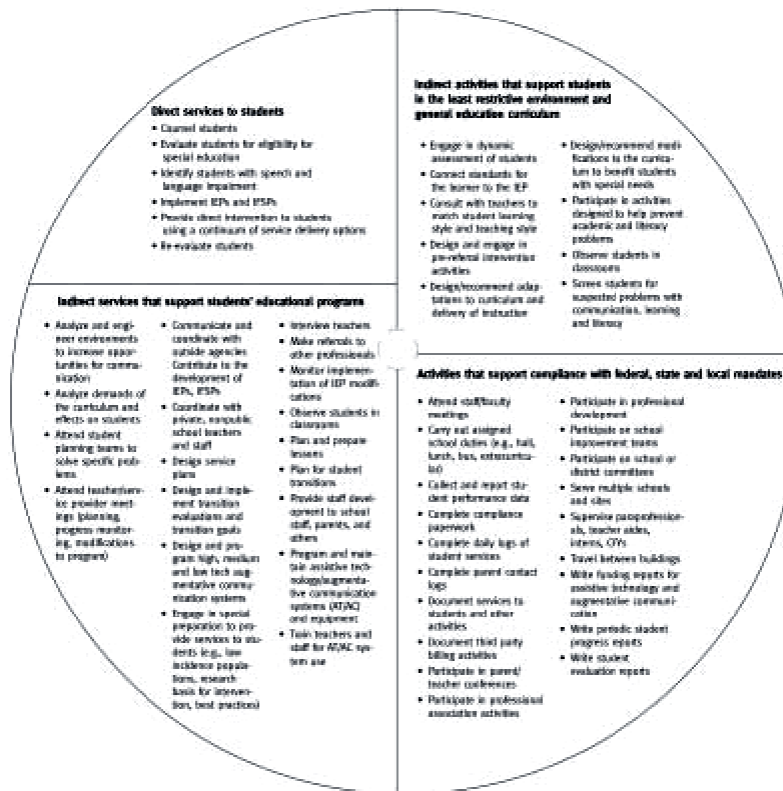 Direct services to students
• Counsel students
• Evaluate students for eligibility for
special education
• Identify students with speech and
language impairment
• Implement IEPs and IFSPs
• Provide direct intervention to students
using a continuum of service delivery options
• Re-evaluate students
Indirect activities that support students
in the least restrictive environment and
general education curriculum
• Engage in dynamic
assessment of students
• Connect standards for
the learner to the IEP
• Consult with teachers to
match student learning
style and teaching style
• Design and engage in
pre-referral intervention
activities
• Design/recommend adap-
tations to curriculum and
delivery of instruction
• Design/recommend modi-
fications to the curricu-
lum to benefit students
with special needs
• Participate in activities
designed to help prevent
academic and literacy
problems
• Observe students in
classrooms
• Screen students for
suspected problems with
communication, learning
and literacy
Indirect services that support students' educational programs
• Analyze and engi-
neer environments
to increase oppor-
tunities for commu-
nication
• Analyze demands of
the curriculum and
effects on students
• Attend student
planning teams to
solve specific prob-
lems
• Attend teacher/serv-
ice provider meet-
ings (planning,
progress monitor-
ing, modifications
to program)
• Communicate and
coordinate with
outside agencies
Contribute to the
development of
IEPs, IFSPs
• Coordinate with
private, nonpublic
school teachers
and staff
• Design service
plans
• Design and imple-
ment transition
evaluations and
transition goals
• Design and pro-
gram high, medium
and low tech aug-
mentative commu-
nication systems
• Engage in special
preparation to pro-
vide services to stu-
dents (e.g., low
incidence popula-
tions, research
basis for interven-
tion, best practices)
• Interview teachers
• Make referrals to
other professionals
• Monitor implemen-
tation of IEP modifi-
cations
• Observe students in
classrooms
• Plan and prepare
lessons
• Plan for student
transitions
• Provide staff devel-
opment to school
staff, parents, and
others
• Program and main-
tain assistive tech-
nology/augmenta-
tive communication
systems (AT/AC)
and equipment
• Train teachers and
staff for AT/AC sys-
tem use
Activities that support compliance with federal, state and local mandates
• Attend staff/faculty
meetings
• Carry out assigned
school duties (e.g., hall,
lunch, bus, extracurricu-
lar)
• Collect and report stu-
dent performance data
• Complete compliance
paperwork
• Complete daily logs of
student services
• Complete parent contact
logs
• Document services to
students and other
activities
• Document third party
billing activities
• Participate in parent/
teacher conferences
• Participate in professional
association activities
• Participate in professional
development
• Participate on school
improvement teams
• Participate on school or
district committees
• Serve multiple schools
and sites
• Supervise paraprofession-
als, teacher aides,
interns, CFYs
• Travel between buildings
• Write funding reports for
assistive technology and
augmentative communi-
cation
• Write periodic student
progress reports
• Write student
evaluation reports